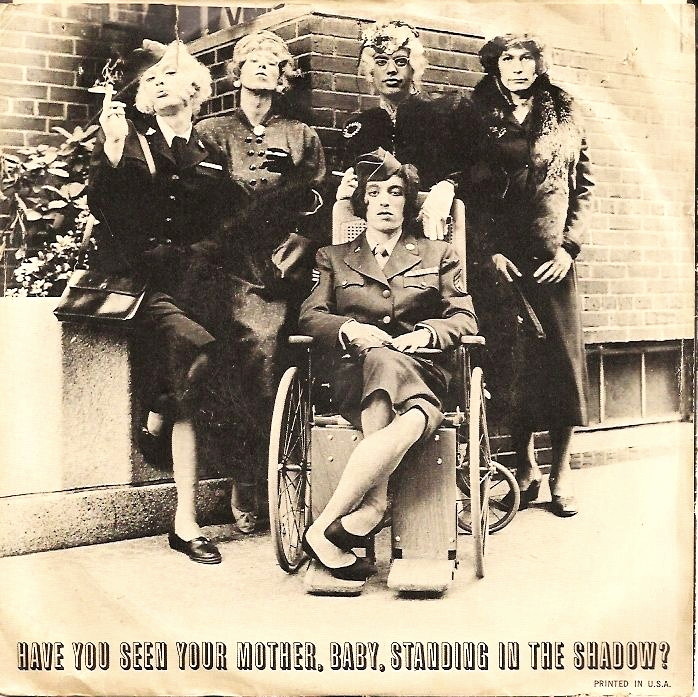 HAVE YOU SEEN YOUR MOTHER, BABY, STANDING IN THE SHADOW?
PRINTED IN U.S.A.